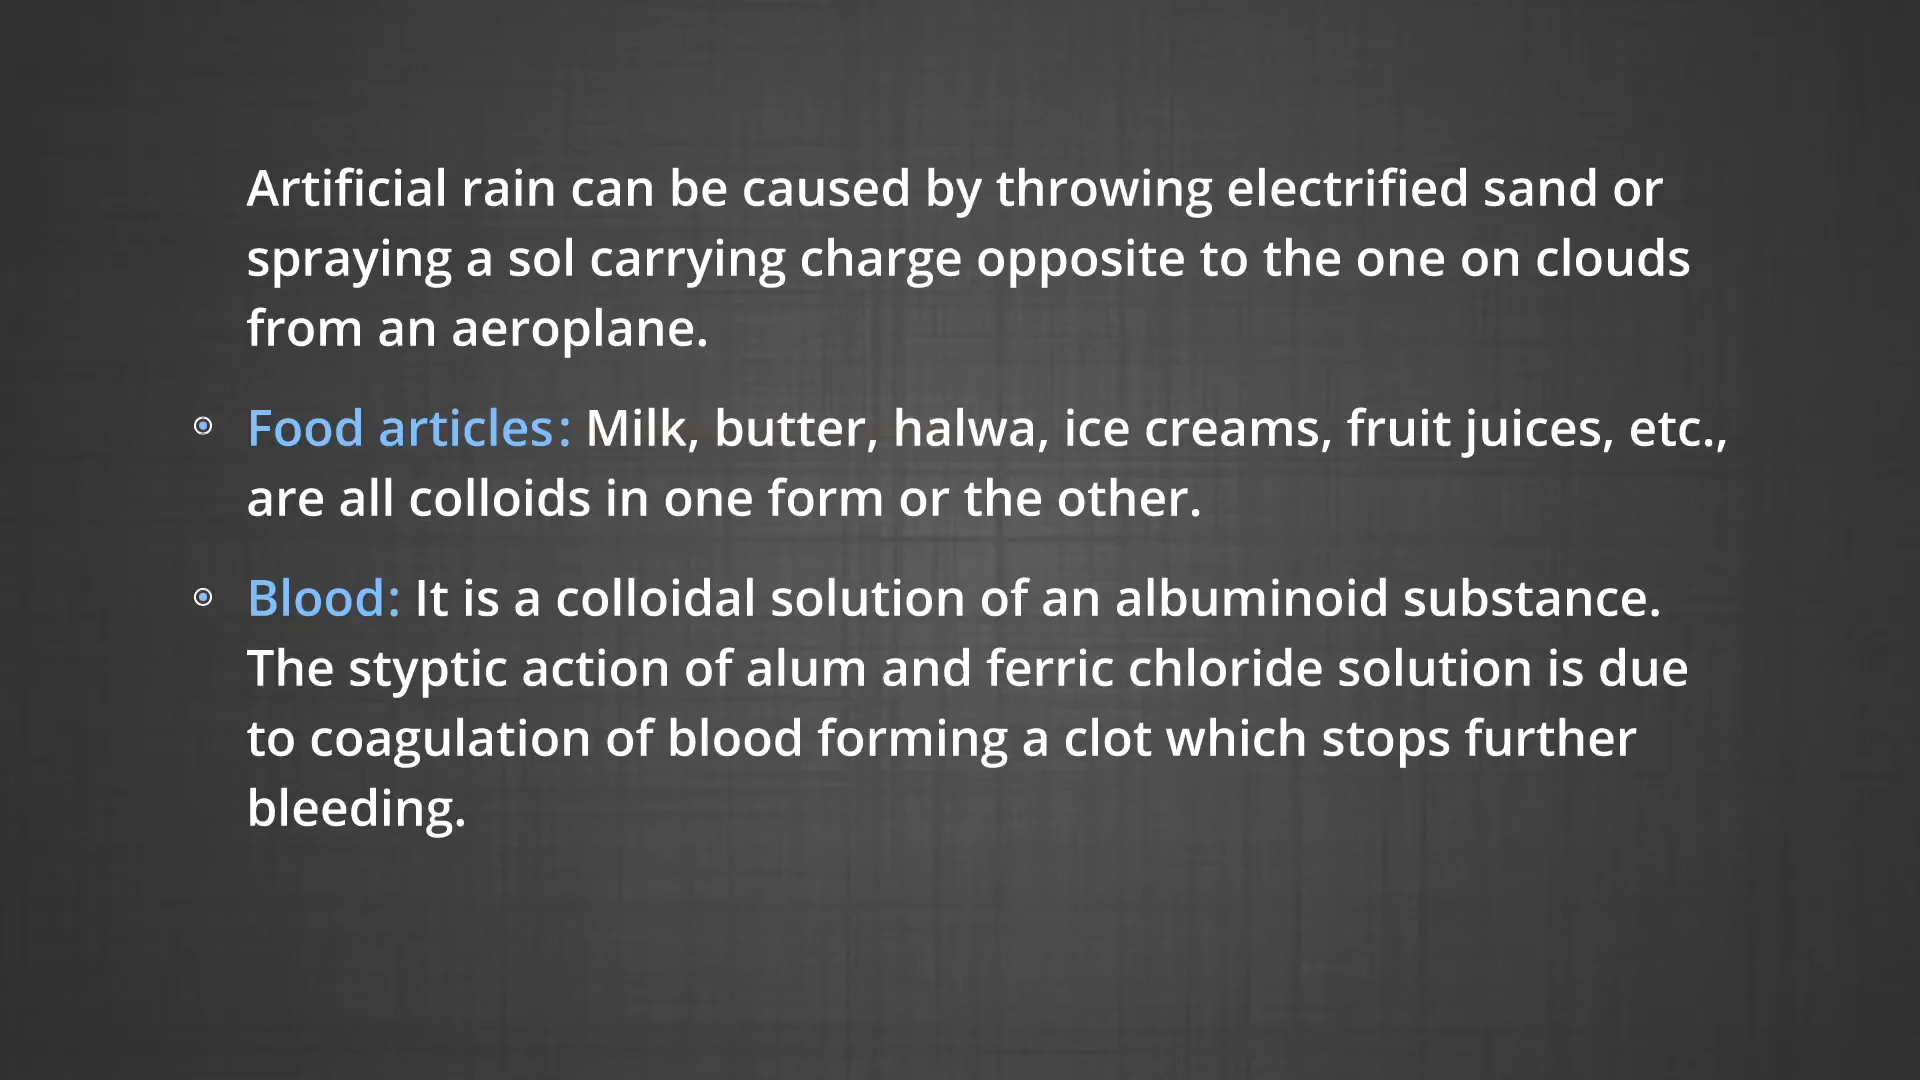 Artificial rain can be caused by throwing electrified sand or
spraying a sol carrying charge opposite to the one on clouds
from an aeroplane.
Food articles: Milk, butter, halwa, ice creams, fruit juices, etc.,
are all colloids in one form or the other.
Blood: It is a colloidal solution of an albuminoid substance.
The styptic action of alum and ferric chloride solution is due
to coagulation of blood forming a clot which stops further
bleeding.